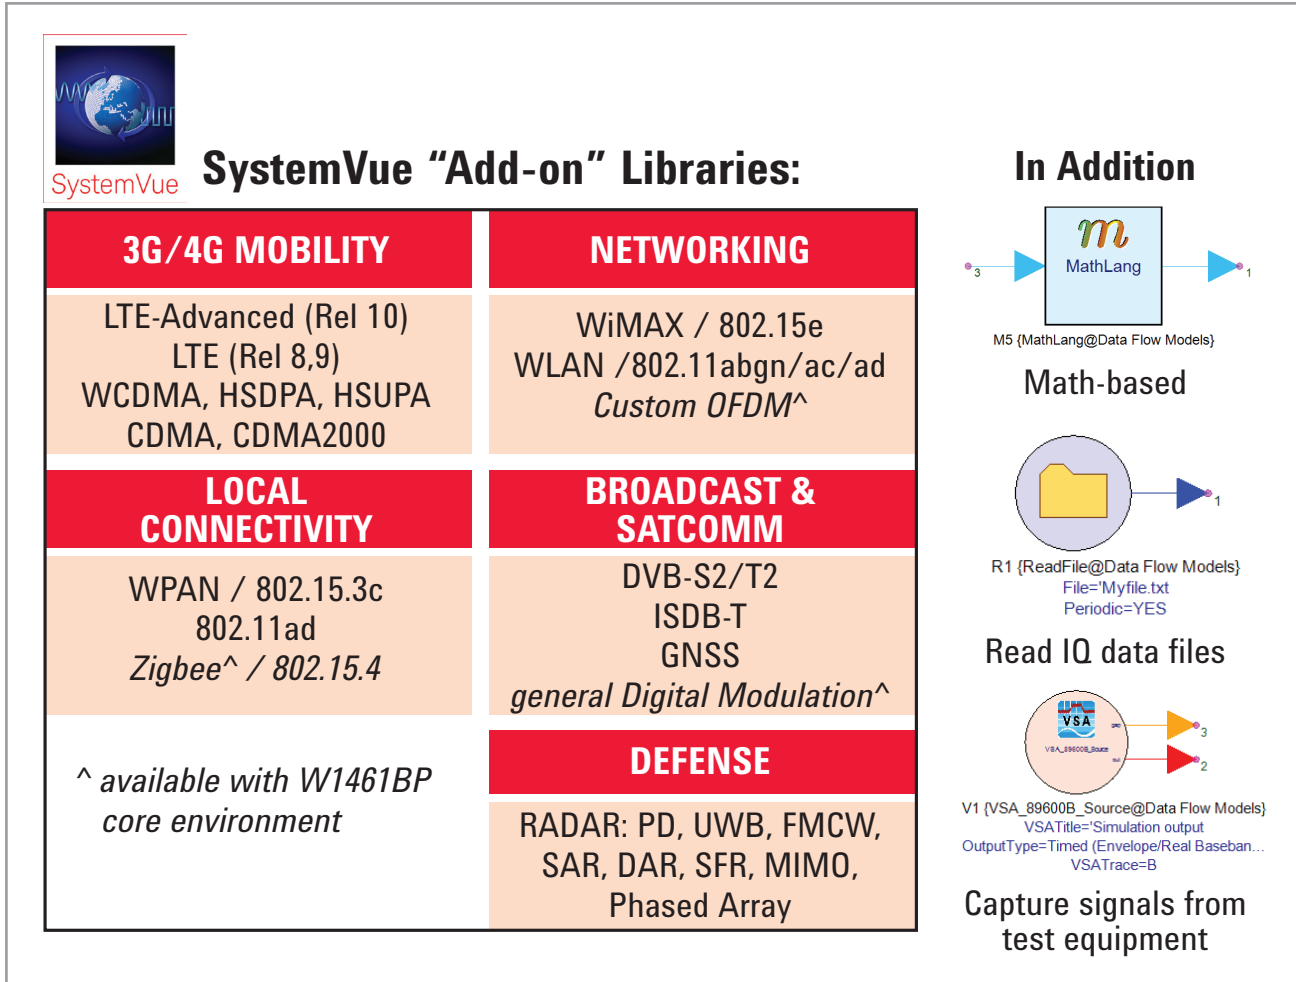 SystemVue
SystemVue “Add-on” Libraries:
3G/4G MOBILITY
LTE-Advanced (Rel 10)
LTE (Rel 8,9)
WCDMA, HSDPA, HSUPA
CDMA, CDMA2000
NETWORKING
WiMAX / 802.15e
WLAN /802.11abgn/ac/ad
Custom OFDM^
LOCAL
CONNECTIVITY
WPAN / 802.15.3c
802.11ad
Zigbee^ / 802.15.4
BROADCAST &
SATCOMM
DVB-S2/T2
ISDB-T
GNSS
general Digital Modulation^
^ available with W1461BP
core environment
DEFENSE
RADAR: PD, UWB, FMCW,
SAR, DAR, SFR, MIMO,
Phased Array
In Addition
m
MathLang
3
1
M5 {MathLang@Data Flow Models}
Math-based
1
R1 {ReadFile@Data Flow Models}
File='Myfile.txt
Periodic=YES
Read IQ data files
VSA
VSA_89600B_Source
3
2
V1 {VSA_89600B_Source@Data Flow Models}
VSATitle='Simulation output
OutputType=Timed (Envelope/Real Baseban...
VSATrace=B
Capture signals from
test equipment